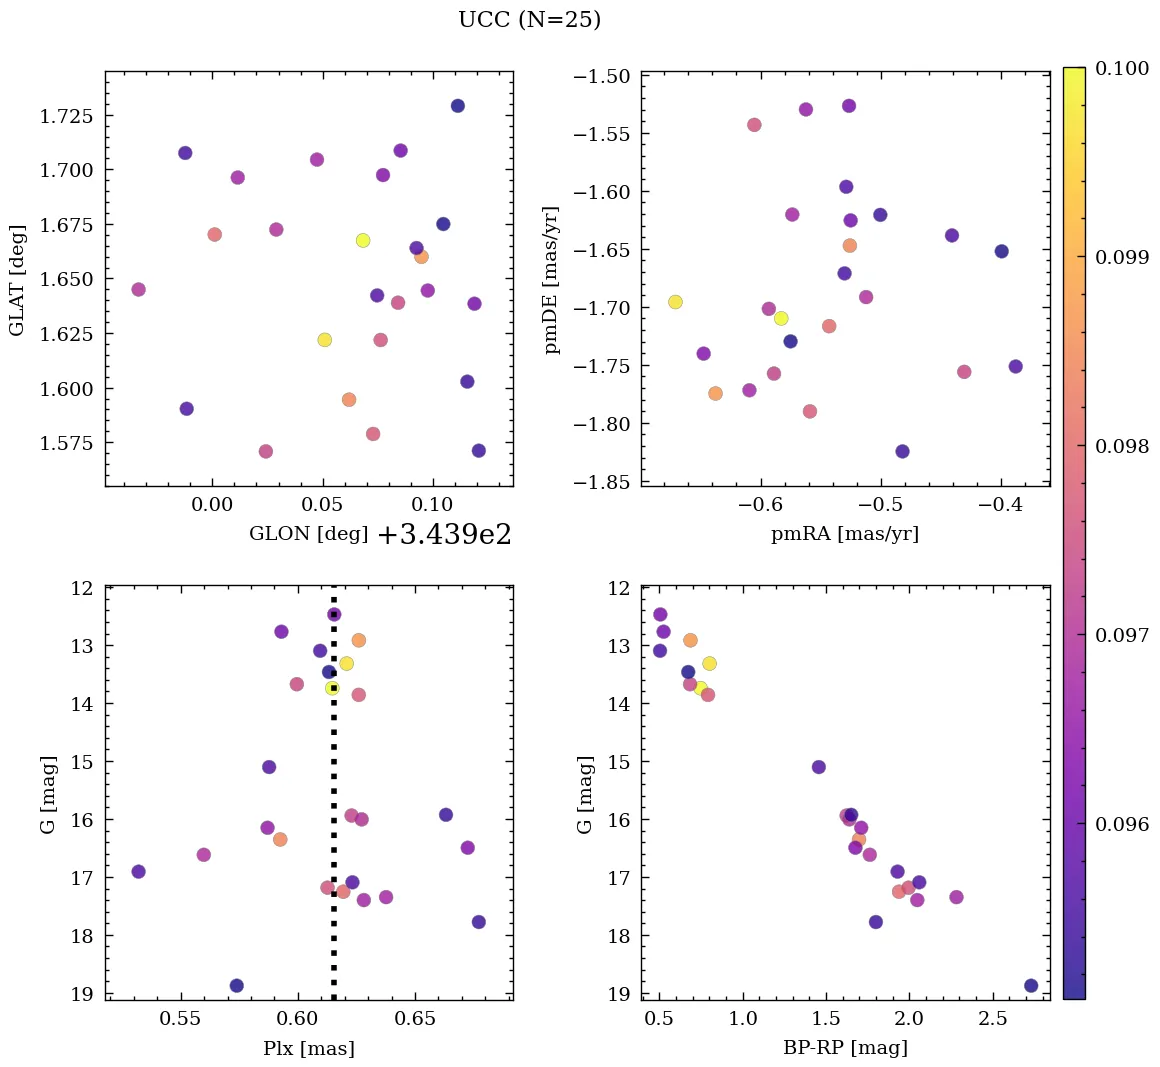 UCC (N=25)
1.725
1.700
1.675
1.650
1.625
1.600
1.575
GLAT [deg]
0.00 0.05 0.10
GLON [deg] +3.439e2
−1.50
−1.55
−1.60
−1.65
−1.70
−1.75
−1.80
−1.85
pmDE [mas/yr]
−0.6 −0.5 −0.4
pmRA [mas/yr]
12
13
14
15
16
17
18
19
G [mag]
0.55 0.60 0.65
Plx [mas]
12
13
14
15
16
17
18
19
G [mag]
0.5 1.0 1.5 2.0 2.5
BP-RP [mag]
0.100
0.099
0.098
0.097
0.096